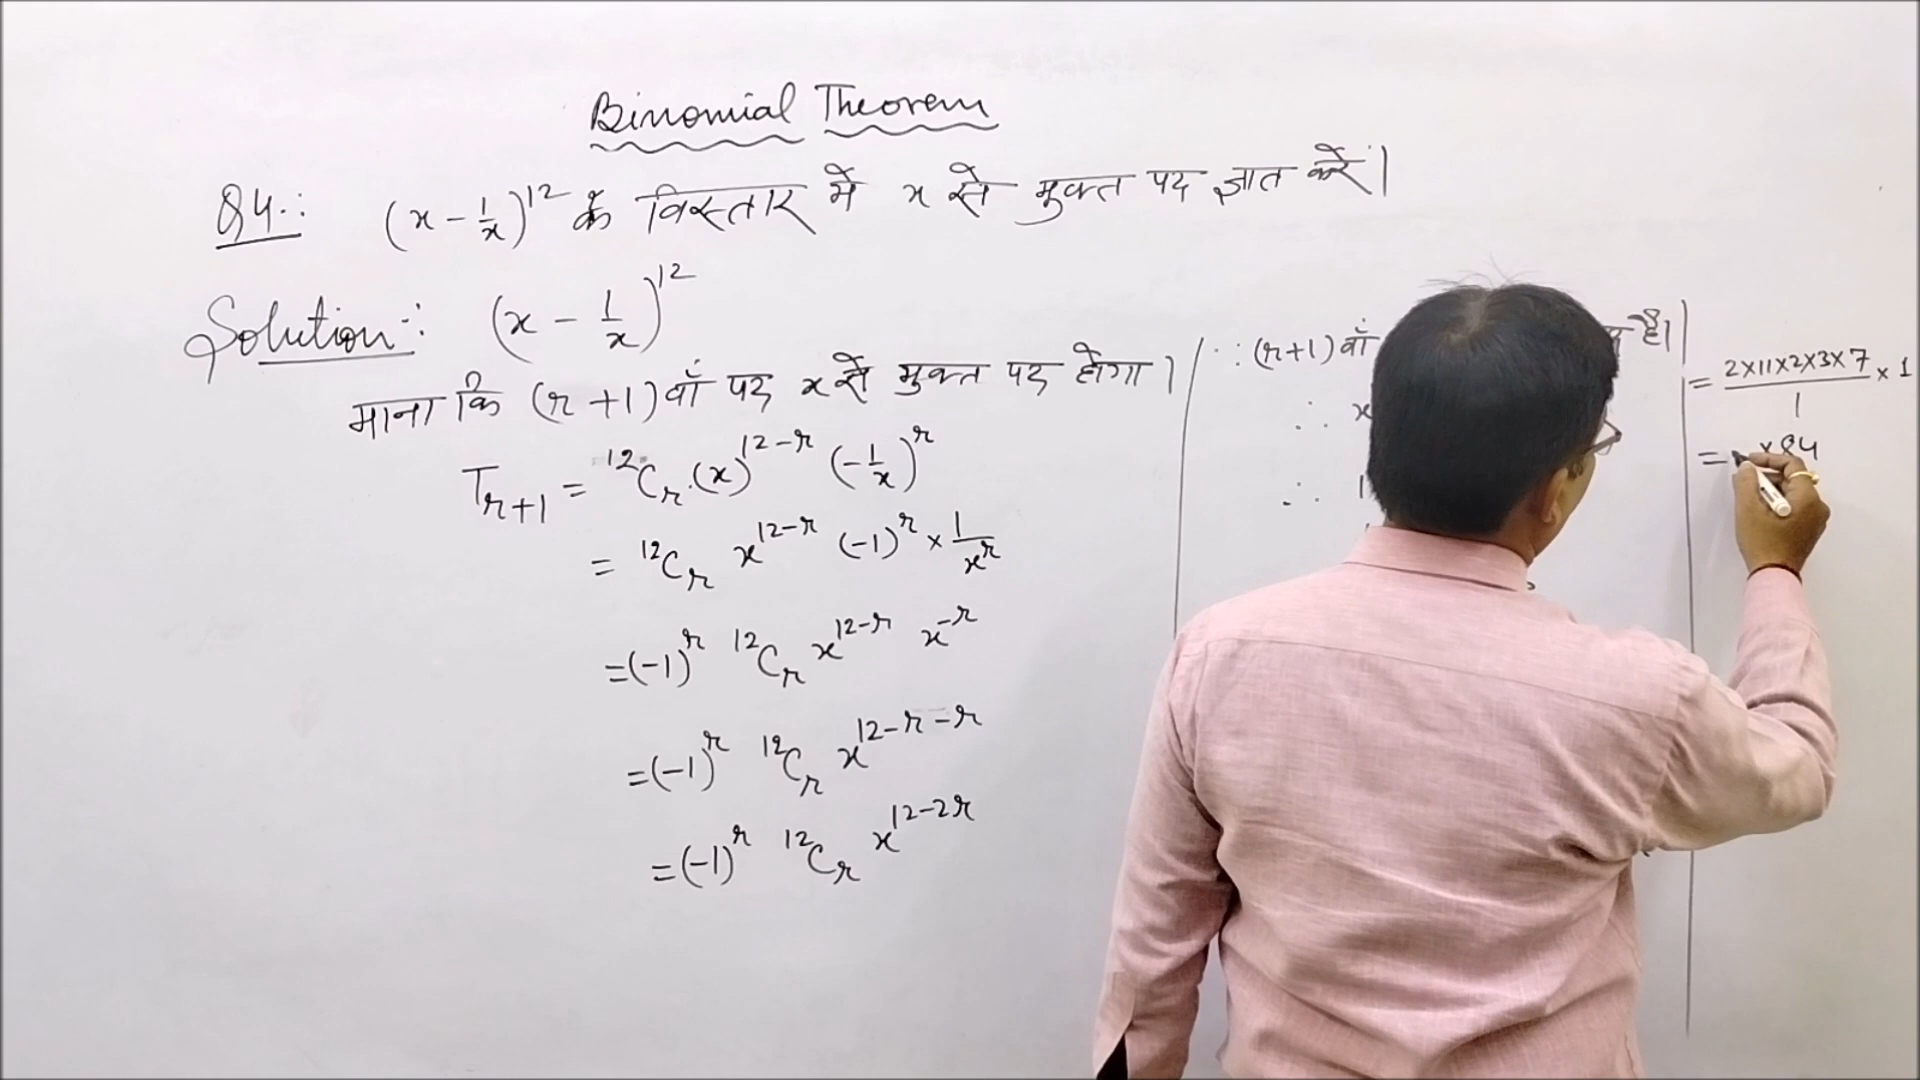 Binomial Theorem
Q4.: (x - 1/x)^12 के विस्तार में x से मुक्त पद ज्ञात करें।
Solution:- (x - 1/x)^12
माना कि (r+1) वाँ पद x से मुक्त पद होगा।
T_{r+1} = ^12C_r . (x)^{12-r} (-1/x)^r
= ^12C_r x^{12-r} (-1)^r × 1/x^r
= (-1)^r ^12C_r x^{12-r} x^{-r}
= (-1)^r ^12C_r x^{12-r-r}
= (-1)^r ^12C_r x^{12-2r}
∵ (r+1) वाँ है।
∴ x
∴
= 2×11×2×3×7/1 × 1
= ×84